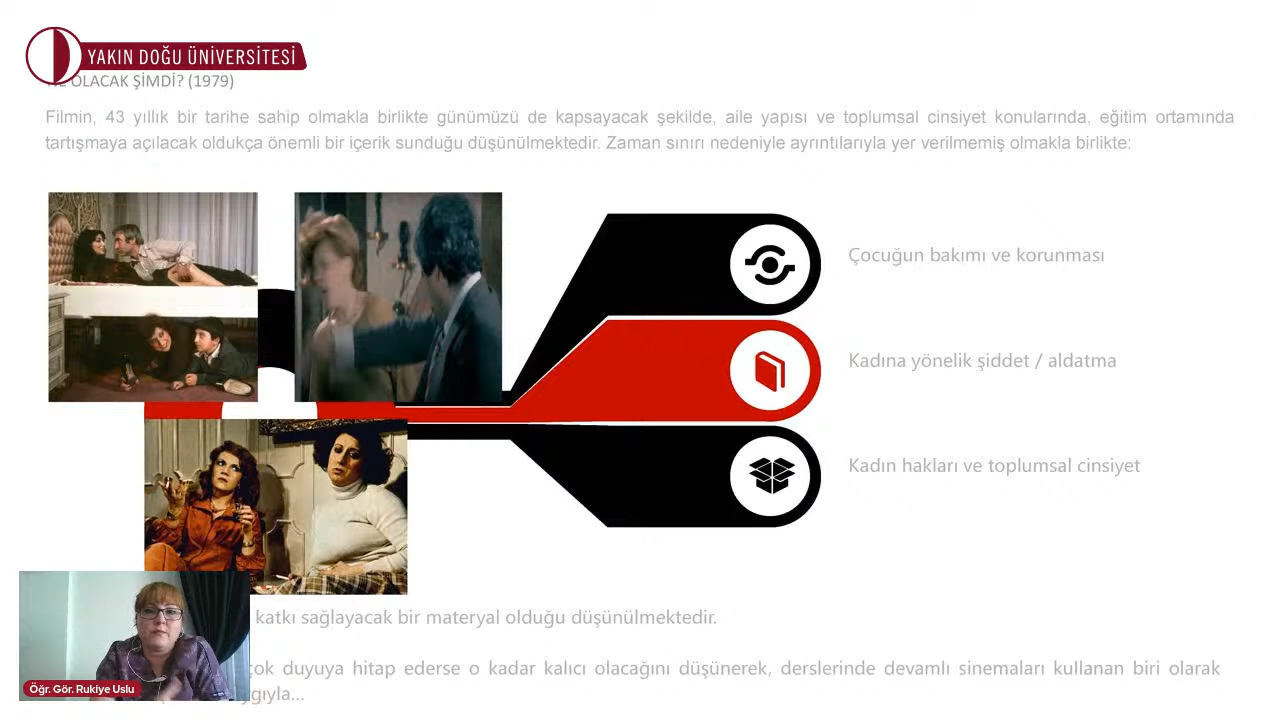 YAKIN DOĞU ÜNİVERSİTESİ
OLACAK ŞİMDİ? (1979)
Filmin, 43 yıllık bir tarihe sahip olmakla birlikte günümüzü de kapsayacak şekilde, aile yapısı ve toplumsal cinsiyet konularında, eğitim ortamında
tartışmaya açılacak oldukça önemli bir içerik sunduğu düşünülmektedir. Zaman sınırı nedeniyle ayrıntılarıyla yer verilmemiş olmakla birlikte:
Çocuğun bakımı ve korunması
Kadına yönelik şiddet / aldatma
Kadın hakları ve toplumsal cinsiyet
katkı sağlayacak bir materyal olduğu düşünülmektedir.
duyuya hitap ederse o kadar kalıcı olacağını düşünerek, derslerinde devamlı sinemaları kullanan biri olarak
Öğr. Gör. Rukiye Uslu